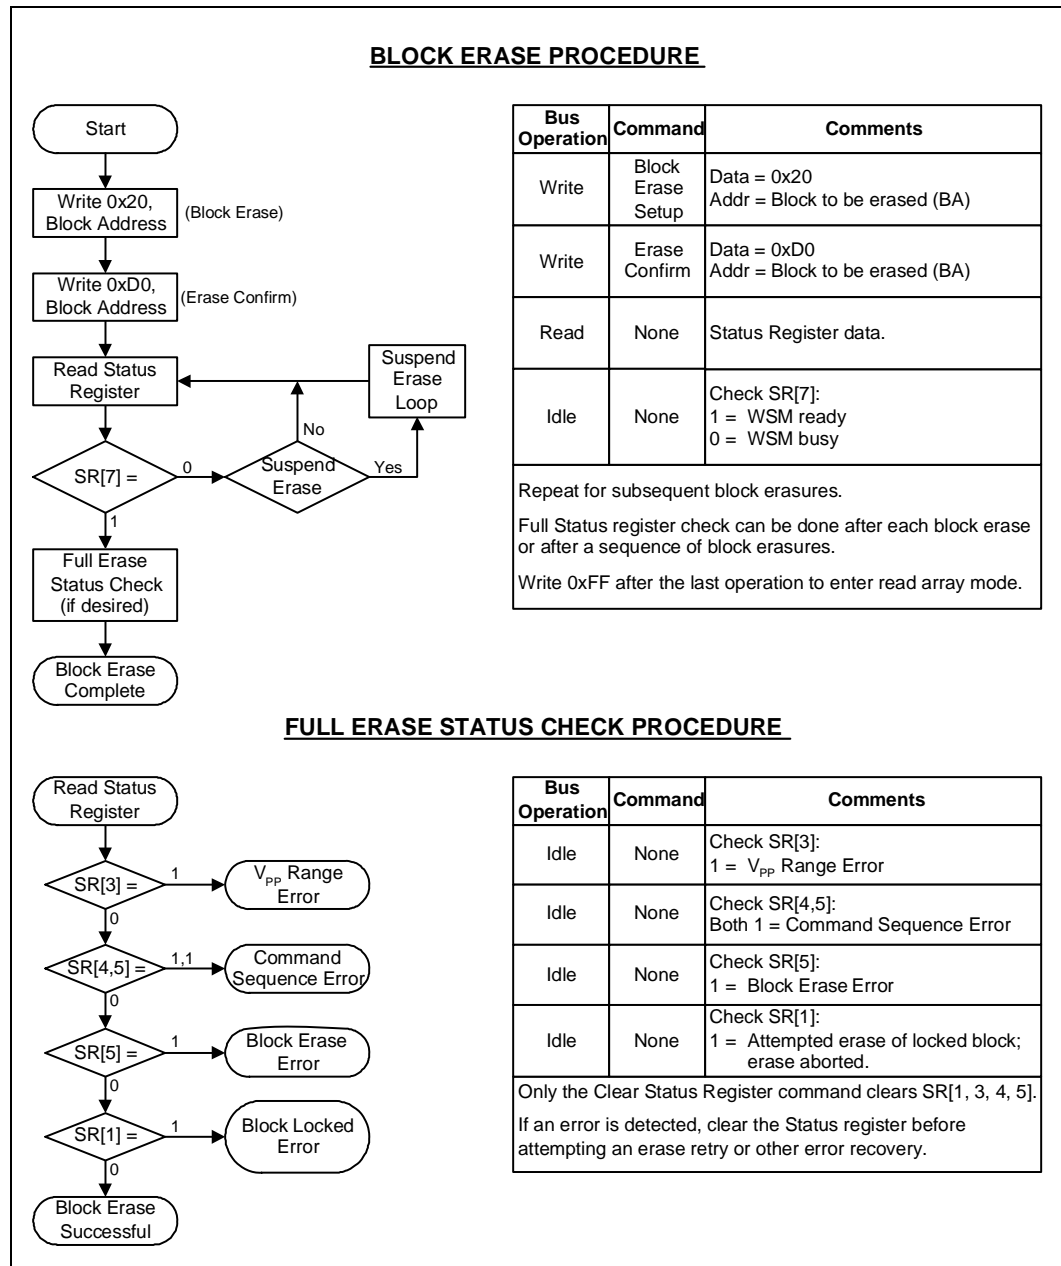 BLOCK ERASE PROCEDURE
Start
Write 0x20,
Block Address
(Block Erase)
Write 0xD0,
Block Address
(Erase Confirm)
Read Status
Register
Suspend
Erase
Loop
No
SR[7] =
0
Suspend
Erase
Yes
1
Full Erase
Status Check
(if desired)
Block Erase
Complete
Bus
Operation
Command
Comments
Write
Block
Erase
Setup
Data = 0x20
Addr = Block to be erased (BA)
Write
Erase
Confirm
Data = 0xD0
Addr = Block to be erased (BA)
Read
None
Status Register data.
Idle
None
Check SR[7]:
1 = WSM ready
0 = WSM busy
Repeat for subsequent block erasures.
Full Status register check can be done after each block erase
or after a sequence of block erasures.
Write 0xFF after the last operation to enter read array mode.
FULL ERASE STATUS CHECK PROCEDURE
Read Status
Register
SR[3] =
1
VPP Range
Error
0
SR[4,5] =
1,1
Command
Sequence Error
0
SR[5] =
1
Block Erase
Error
0
SR[1] =
1
Block Locked
Error
0
Block Erase
Successful
Bus
Operation
Command
Comments
Idle
None
Check SR[3]:
1 = VPP Range Error
Idle
None
Check SR[4,5]:
Both 1 = Command Sequence Error
Idle
None
Check SR[5]:
1 = Block Erase Error
Idle
None
Check SR[1]:
1 = Attempted erase of locked block;
erase aborted.
Only the Clear Status Register command clears SR[1, 3, 4, 5].
If an error is detected, clear the Status register before
attempting an erase retry or other error recovery.